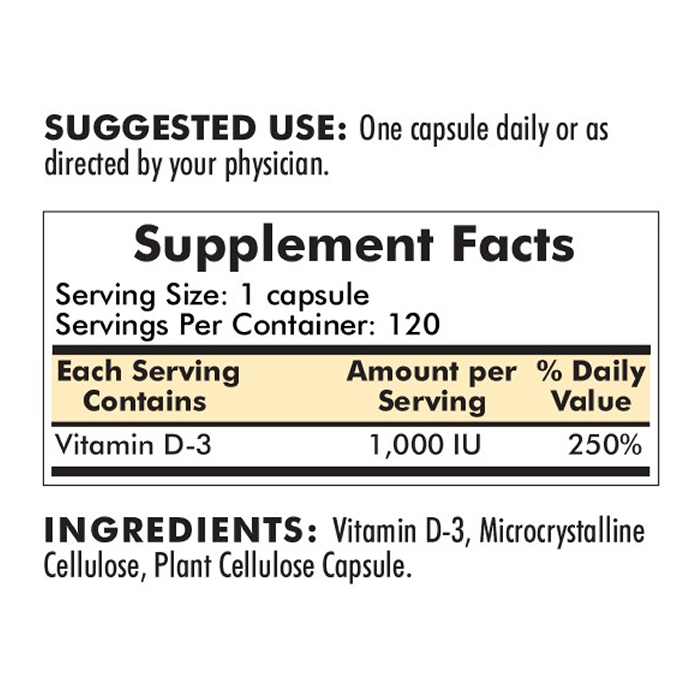 SUGGESTED USE: One capsule daily or as
directed by your physician.
Supplement Facts
Serving Size: 1 capsule
Servings Per Container: 120
Each Serving Contains Amount per Serving % Daily Value
Vitamin D-3 1,000 IU 250%
INGREDIENTS: Vitamin D-3, Microcrystalline
Cellulose, Plant Cellulose Capsule.